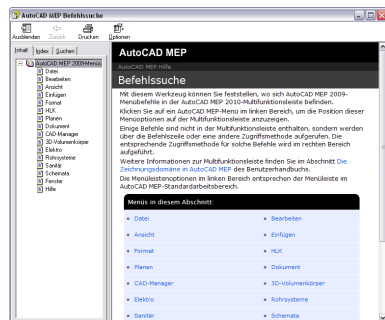 AutoCAD MEP Befehlssuche
Ausblenden Zurück Drucken Optionen
Inhalt Index Suchen
AutoCAD MEP 2009-Menüs
Datei
Bearbeiten
Ansicht
Einfügen
Format
HLK
Planen
Dokument
CAD-Manager
3D-Volumenkörper
Elektro
Rohrsysteme
Sanitär
Schemata
Fenster
Hilfe
AutoCAD MEP
AutoCAD MEP Hilfe
Befehlssuche
Mit diesem Werkzeug können Sie feststellen, wo sich AutoCAD MEP 2009-
Menübefehle in der AutoCAD MEP 2010-Multifunktionsleiste befinden.
Klicken Sie auf ein AutoCAD MEP-Menü im linken Bereich, um die Position dieser
Menüoptionen auf der Multifunktionsleiste anzuzeigen.
Einige Befehle sind nicht in der Multifunktionsleiste enthalten, sondern werden
über die Befehlszeile oder eine andere Zugriffsmethode aufgerufen. Die
entsprechende Zugriffsmethode für solche Befehle wird im rechten Bereich
aufgeführt.
Weitere Informationen zur Multifunktionsleiste finden Sie im Abschnitt Die
Zeichnungsdomäne in AutoCAD MEP des Benutzerhandbuchs.
Die Menüleistenoptionen im linken Bereich entsprechen der Menüleiste im
AutoCAD MEP-Standardarbeitsbereich.
Menüs in diesem Abschnitt:
• Datei • Bearbeiten
• Ansicht • Einfügen
• Format • HLK
• Planen • Dokument
• CAD-Manager • 3D-Volumenkörper
• Elektro • Rohrsysteme
• Sanitär • Schemata